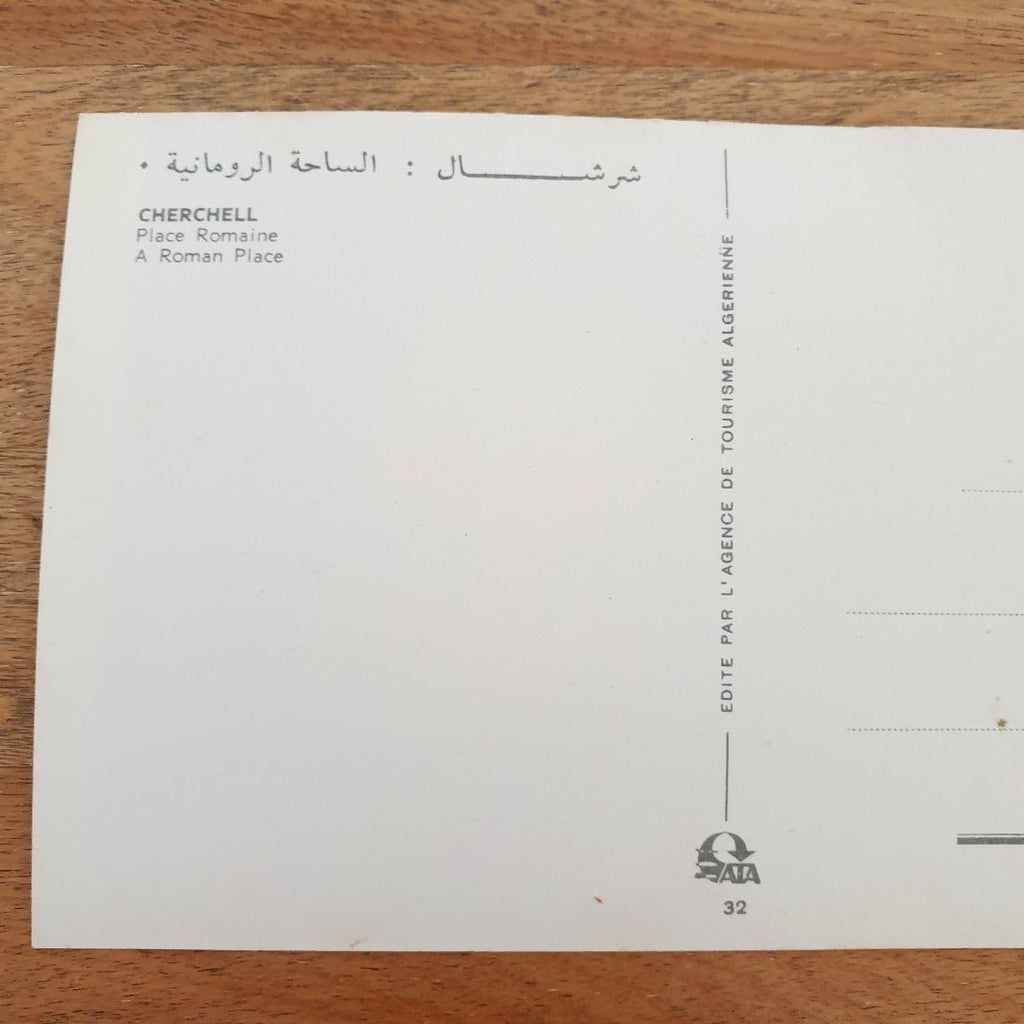 شرشـــــــال : الساحة الرومانية .
CHERCHELL
Place Romaine
A Roman Place
EDITE PAR L'AGENCE DE TOURISME ALGERIENNE
ATA
32